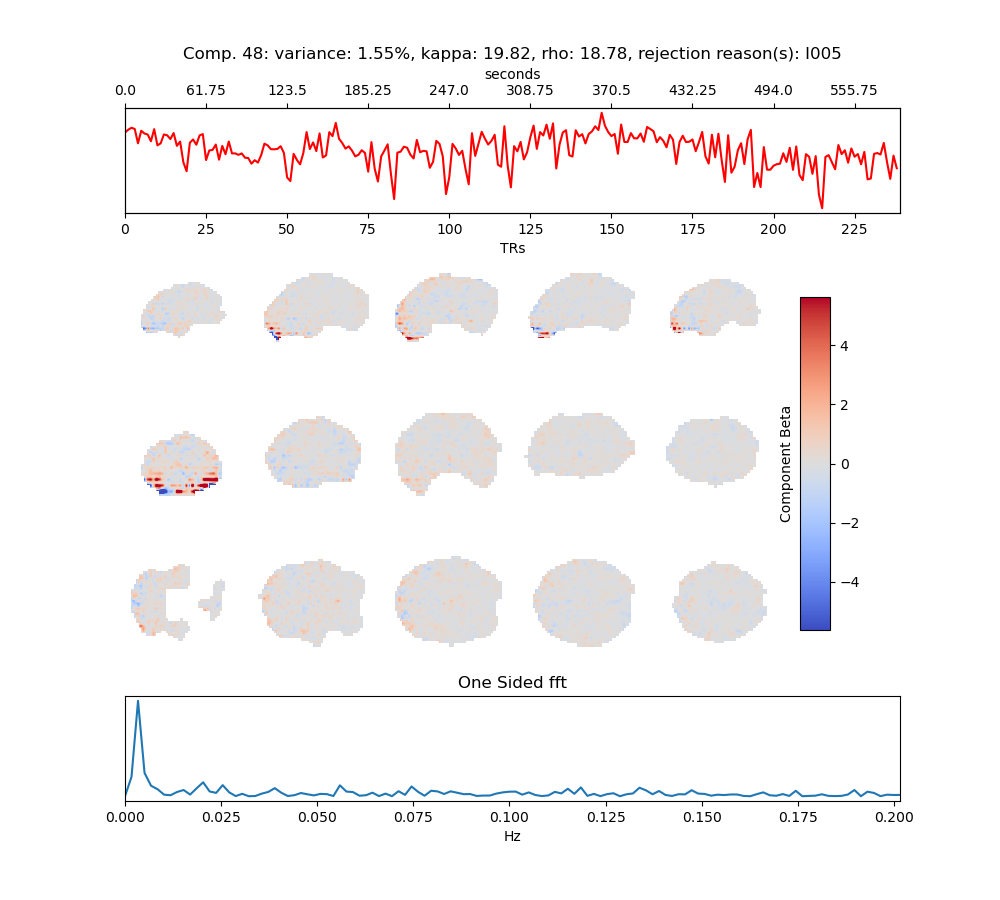 Comp. 48: variance: 1.55%, kappa: 19.82, rho: 18.78, rejection reason(s): I005
seconds
0.0 61.75 123.5 185.25 247.0 308.75 370.5 432.25 494.0 555.75
0 25 50 75 100 125 150 175 200 225
TRs
4
2
0
−2
−4
Component Beta
One Sided fft
0.000 0.025 0.050 0.075 0.100 0.125 0.150 0.175 0.200
Hz